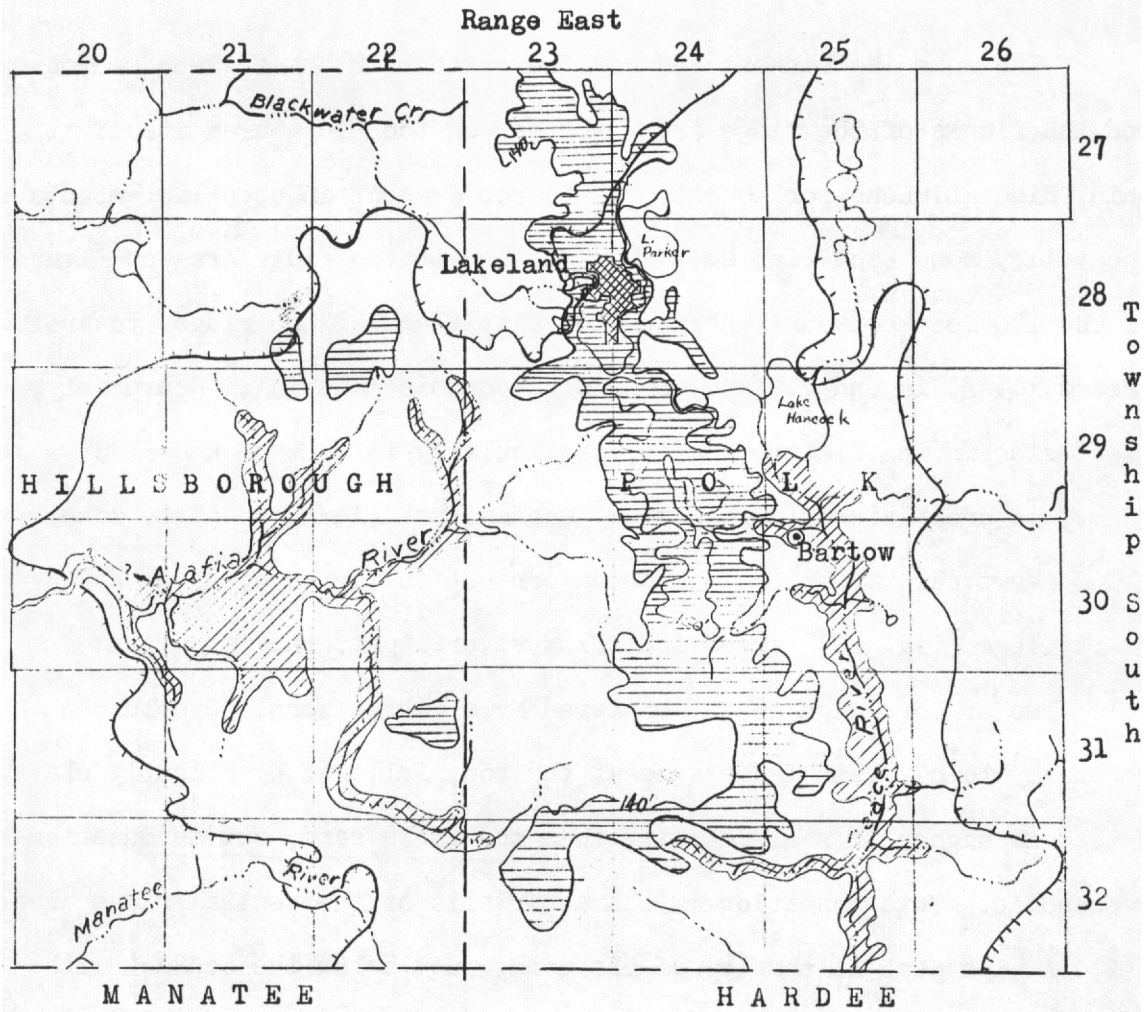 Range East
20 21 22 23 24 25 26
Blackwater Cr.
140'
27
L. Parker
Lakeland
28
Township South
Lake Hancock
29
HILLSBOROUGH
POLK
? Alafia River
Bartow
30
Peace River
31
140'
Manatee River
32
MANATEE
HARDEE